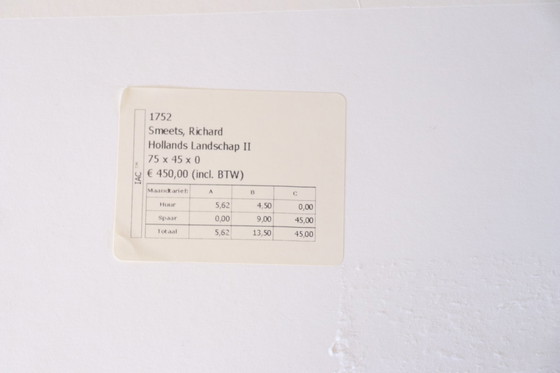 1752
Smeets, Richard
Hollands Landschap II
75 x 45 x 0
€ 450,00 (incl. BTW)
IAC
Maandtarief: A B C
Huur 5,62 4,50 0,00
Spaar 0,00 9,00 45,00
Totaal 5,62 13,50 45,00